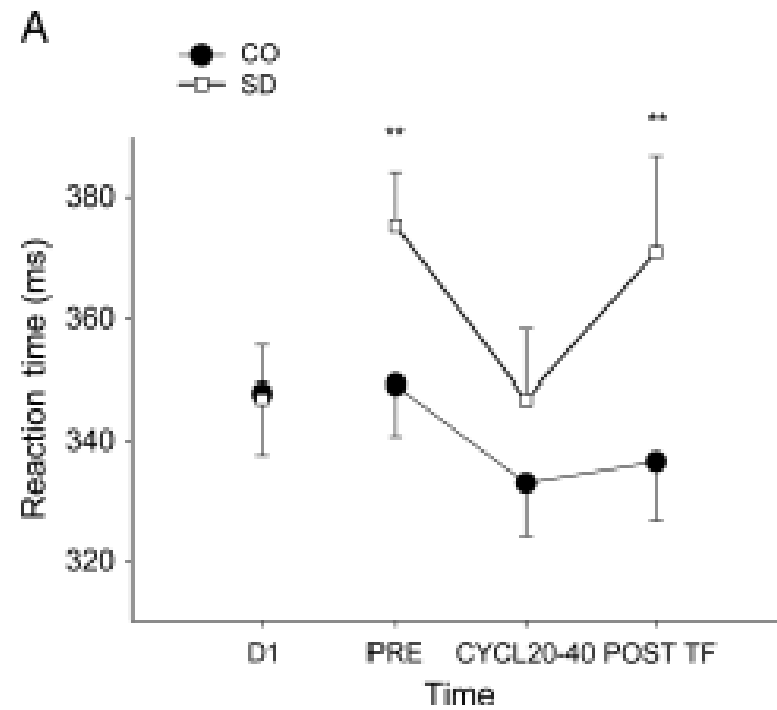 A
CO
SD
**
**
380
360
340
320
Reaction time (ms)
D1 PRE CYCL20-40 POST TF
Time